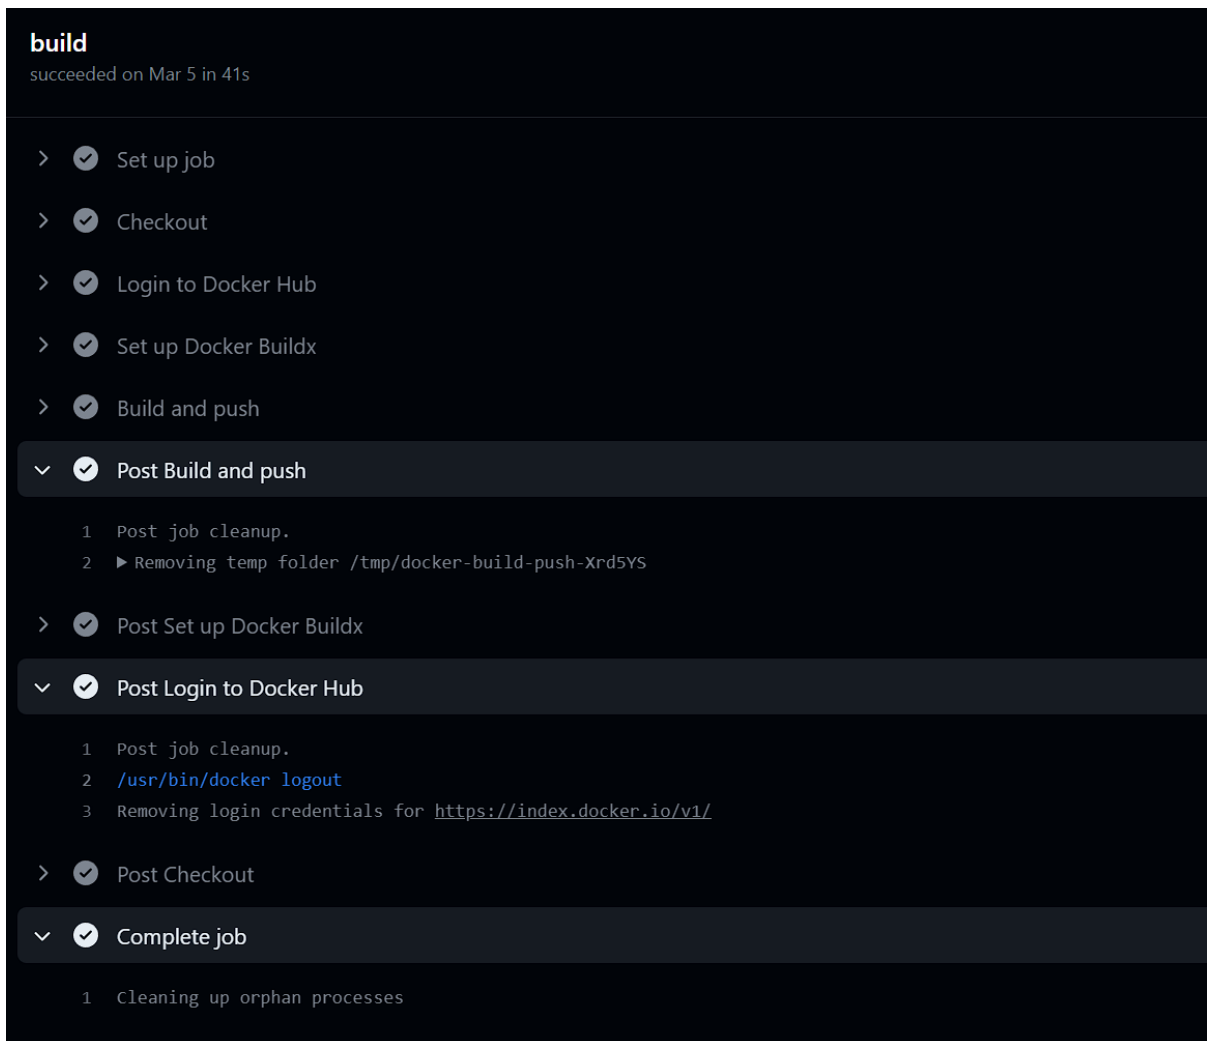 build
succeeded on Mar 5 in 41s
Set up job
Checkout
Login to Docker Hub
Set up Docker Buildx
Build and push
Post Build and push
1 Post job cleanup.
2 ▶ Removing temp folder /tmp/docker-build-push-Xrd5YS
Post Set up Docker Buildx
Post Login to Docker Hub
1 Post job cleanup.
2 /usr/bin/docker logout
3 Removing login credentials for https://index.docker.io/v1/
Post Checkout
Complete job
1 Cleaning up orphan processes